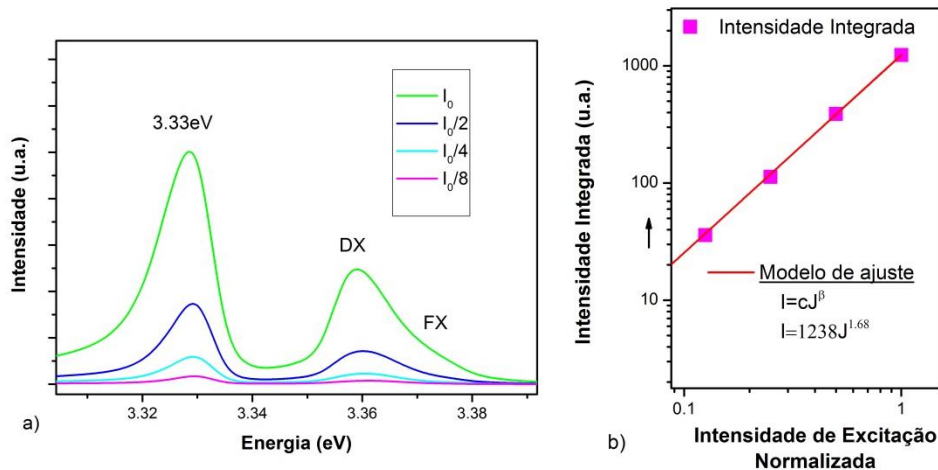 Intensidade (u.a.)
3.33eV
I₀
I₀/2
I₀/4
I₀/8
DX
FX
3.32
3.34
3.36
3.38
a)
Energia (eV)
Intensidade Integrada
Intensidade Integrada (u.a.)
1000
100
10
Modelo de ajuste
I=cJᵝ
I=1238J¹·⁶⁸
0.1
1
b)
Intensidade de Excitação
Normalizada